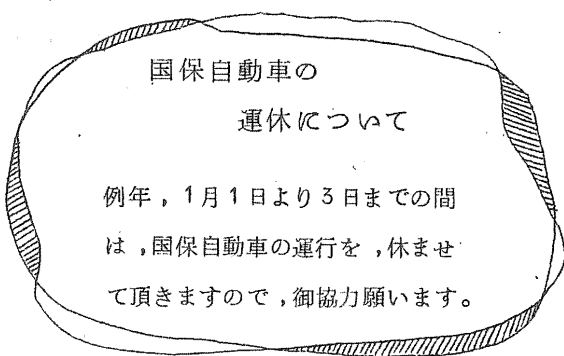 国保自動車の
運休について
例年，1月1日より3日までの間
は，国保自動車の運行を，休ませ
て頂きますので，御協力願います。